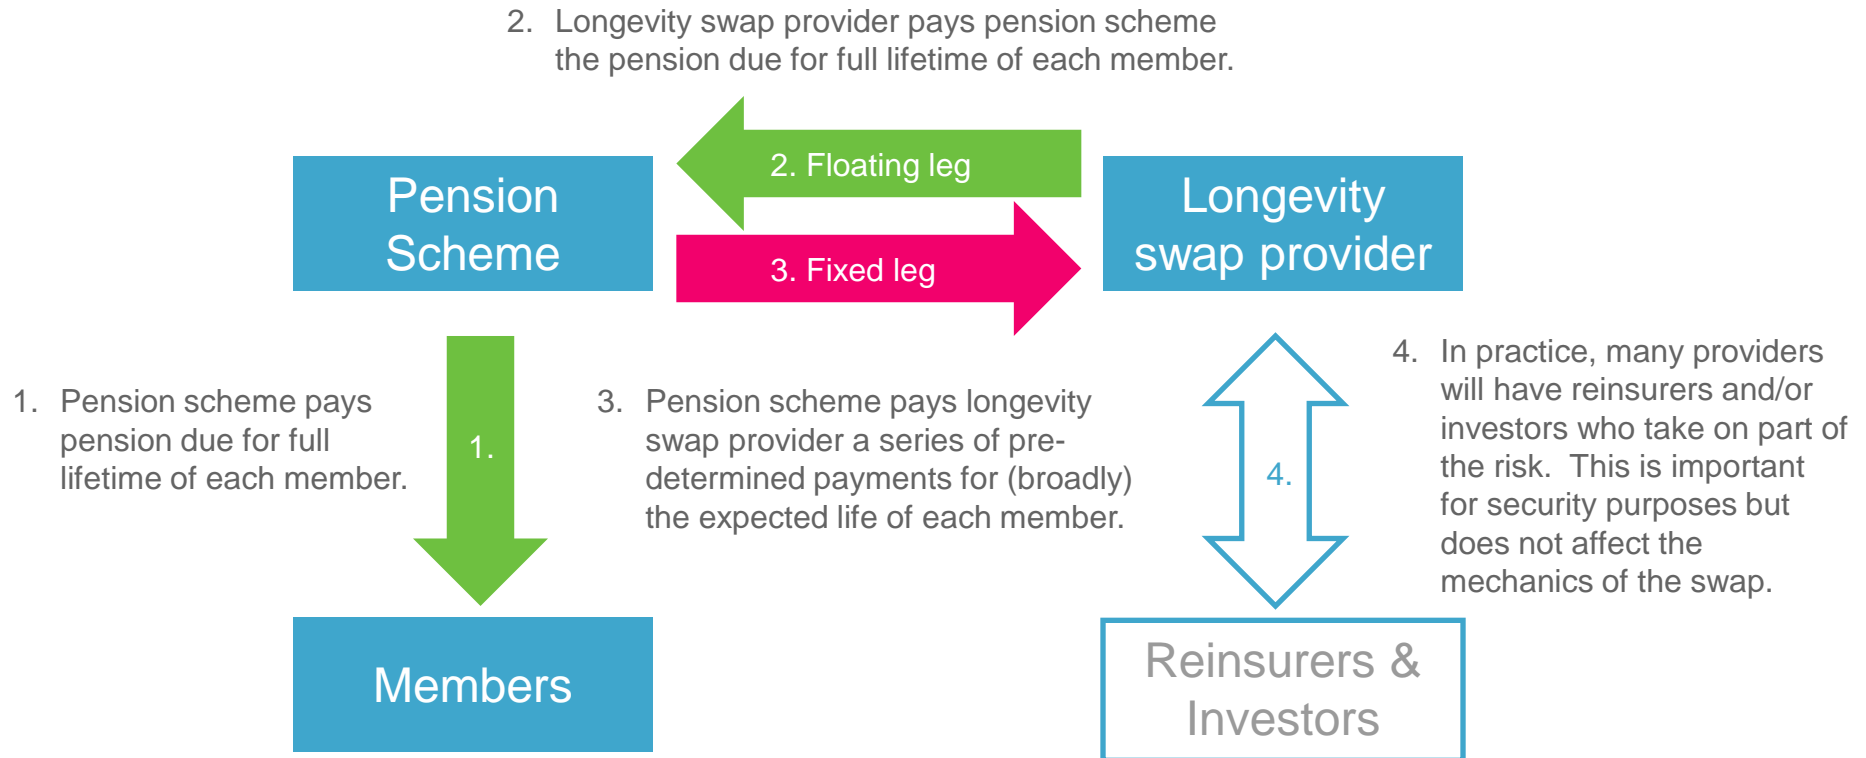 2. Longevity swap provider pays pension scheme
the pension due for full lifetime of each member.
Pension
Scheme
2. Floating leg
3. Fixed leg
Longevity
swap provider
1. Pension scheme pays
pension due for full
lifetime of each member.
1.
3. Pension scheme pays longevity
swap provider a series of pre-
determined payments for (broadly)
the expected life of each member.
4.
4. In practice, many providers
will have reinsurers and/or
investors who take on part of
the risk.  This is important
for security purposes but
does not affect the
mechanics of the swap.
Members
Reinsurers &
Investors